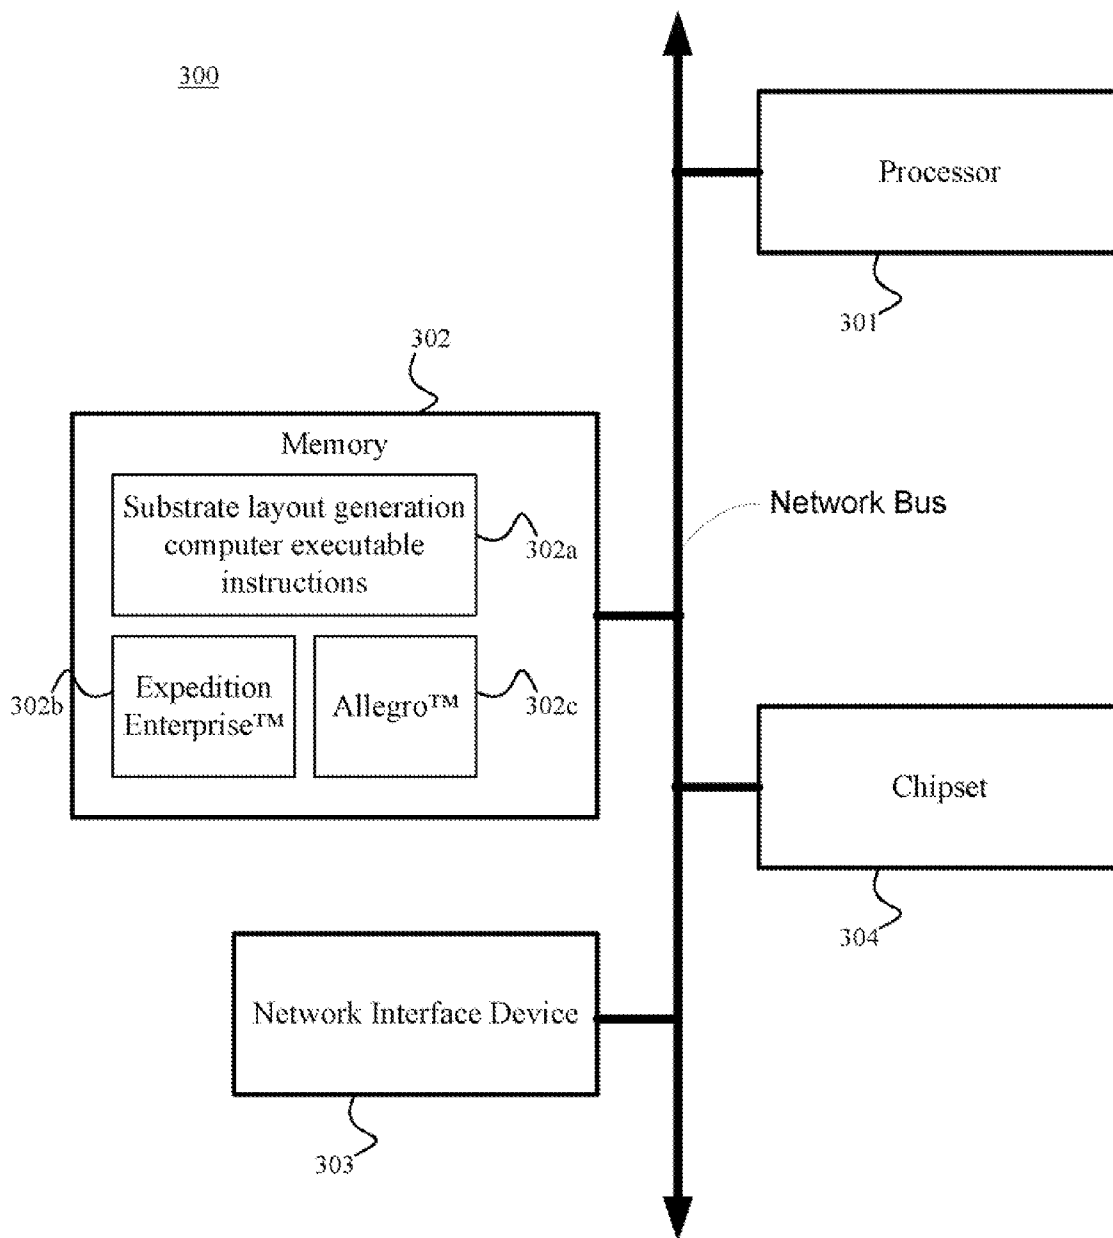 300
Processor
301
302
Memory
Substrate layout generation
computer executable
instructions
302a
Network Bus
302b
Expedition
Enterprise™
Allegro™
302c
Chipset
304
Network Interface Device
303